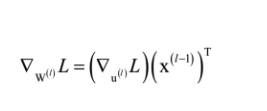 ∇_{W^{(l)}} L = (∇_{u^{(l)}} L)(x^{(l−1)})^T